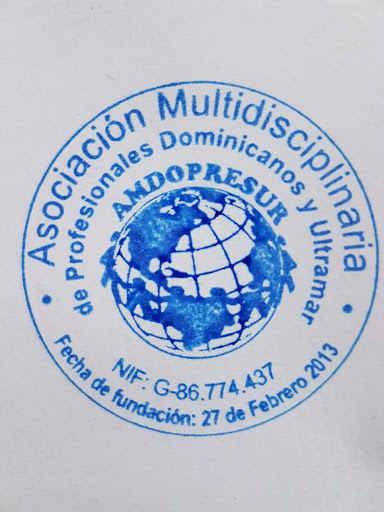 Asociación Multidisciplinaria
de Profesionales Dominicanos y Ultramar
AMDOPRESUR
NIF: G-86.774.437
Fecha de fundación: 27 de Febrero 2013